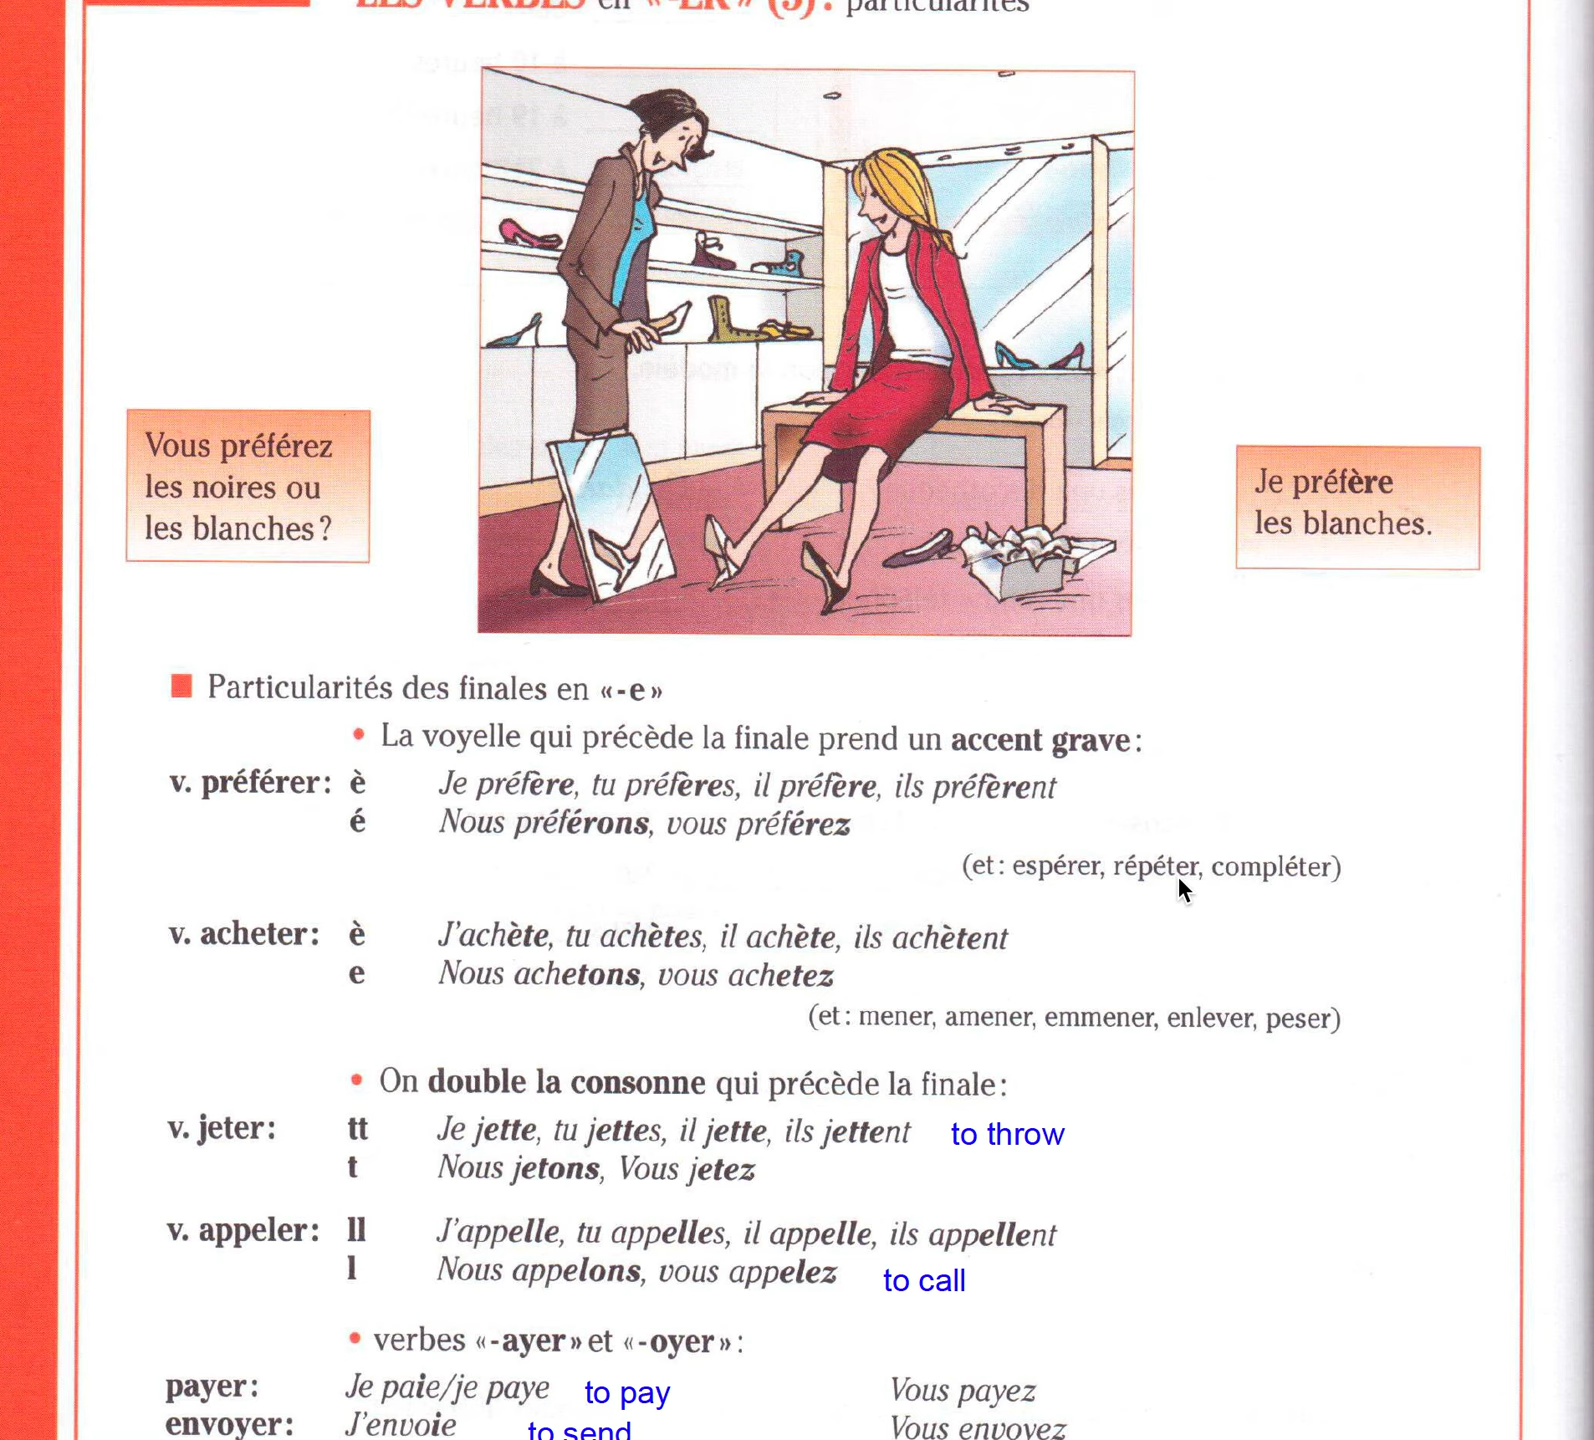 LES VERBES en « -ER » (3) : particularités
Vous préférez
les noires ou
les blanches ?
Je préfère
les blanches.
Particularités des finales en « -e »
• La voyelle qui précède la finale prend un accent grave :
v. préférer : è Je préfère, tu préfères, il préfère, ils préfèrent
é Nous préférons, vous préférez
(et : espérer, répéter, compléter)
v. acheter : è J'achète, tu achètes, il achète, ils achètent
e Nous achetons, vous achetez
(et : mener, amener, emmener, enlever, peser)
• On double la consonne qui précède la finale :
v. jeter : tt Je jette, tu jettes, il jette, ils jettent to throw
t Nous jetons, Vous jetez
v. appeler : ll J'appelle, tu appelles, il appelle, ils appellent
l Nous appelons, vous appelez to call
• verbes « -ayer » et « -oyer » :
payer : Je paie/je paye to pay Vous payez
envoyer : J'envoie to send Vous envoyez